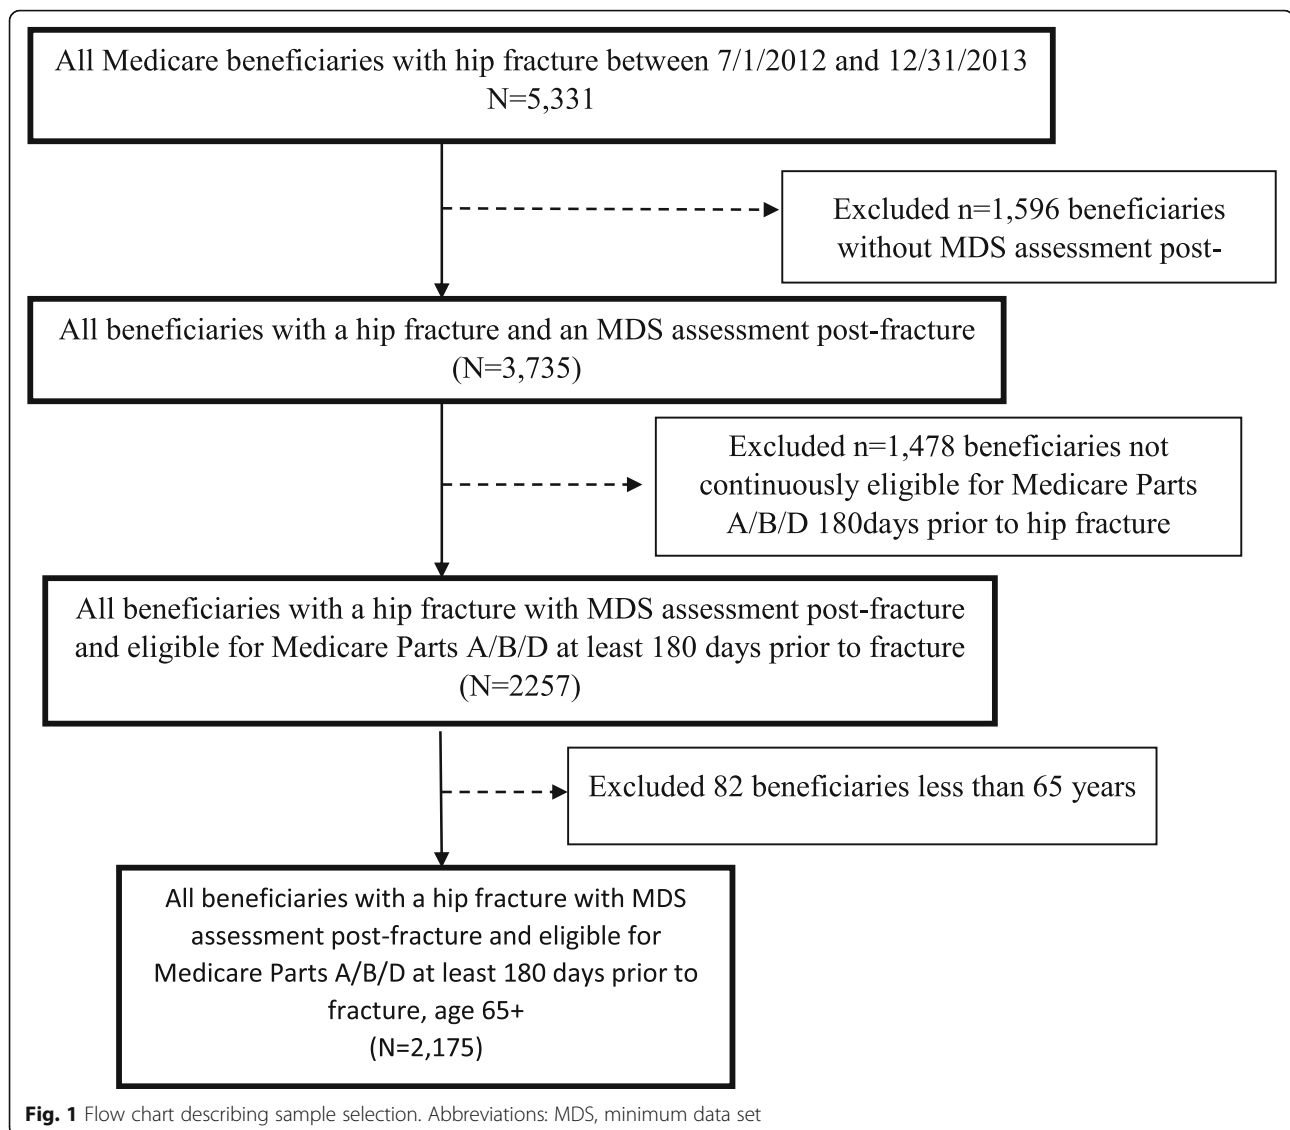 All Medicare beneficiaries with hip fracture between 7/1/2012 and 12/31/2013
N=5,331
Excluded n=1,596 beneficiaries
without MDS assessment post-
All beneficiaries with a hip fracture and an MDS assessment post-fracture
(N=3,735)
Excluded n=1,478 beneficiaries not
continuously eligible for Medicare Parts
A/B/D 180days prior to hip fracture
All beneficiaries with a hip fracture with MDS assessment post-fracture
and eligible for Medicare Parts A/B/D at least 180 days prior to fracture
(N=2257)
Excluded 82 beneficiaries less than 65 years
All beneficiaries with a hip fracture with MDS
assessment post-fracture and eligible for
Medicare Parts A/B/D at least 180 days prior to
fracture, age 65+
(N=2,175)
Fig. 1 Flow chart describing sample selection. Abbreviations: MDS, minimum data set